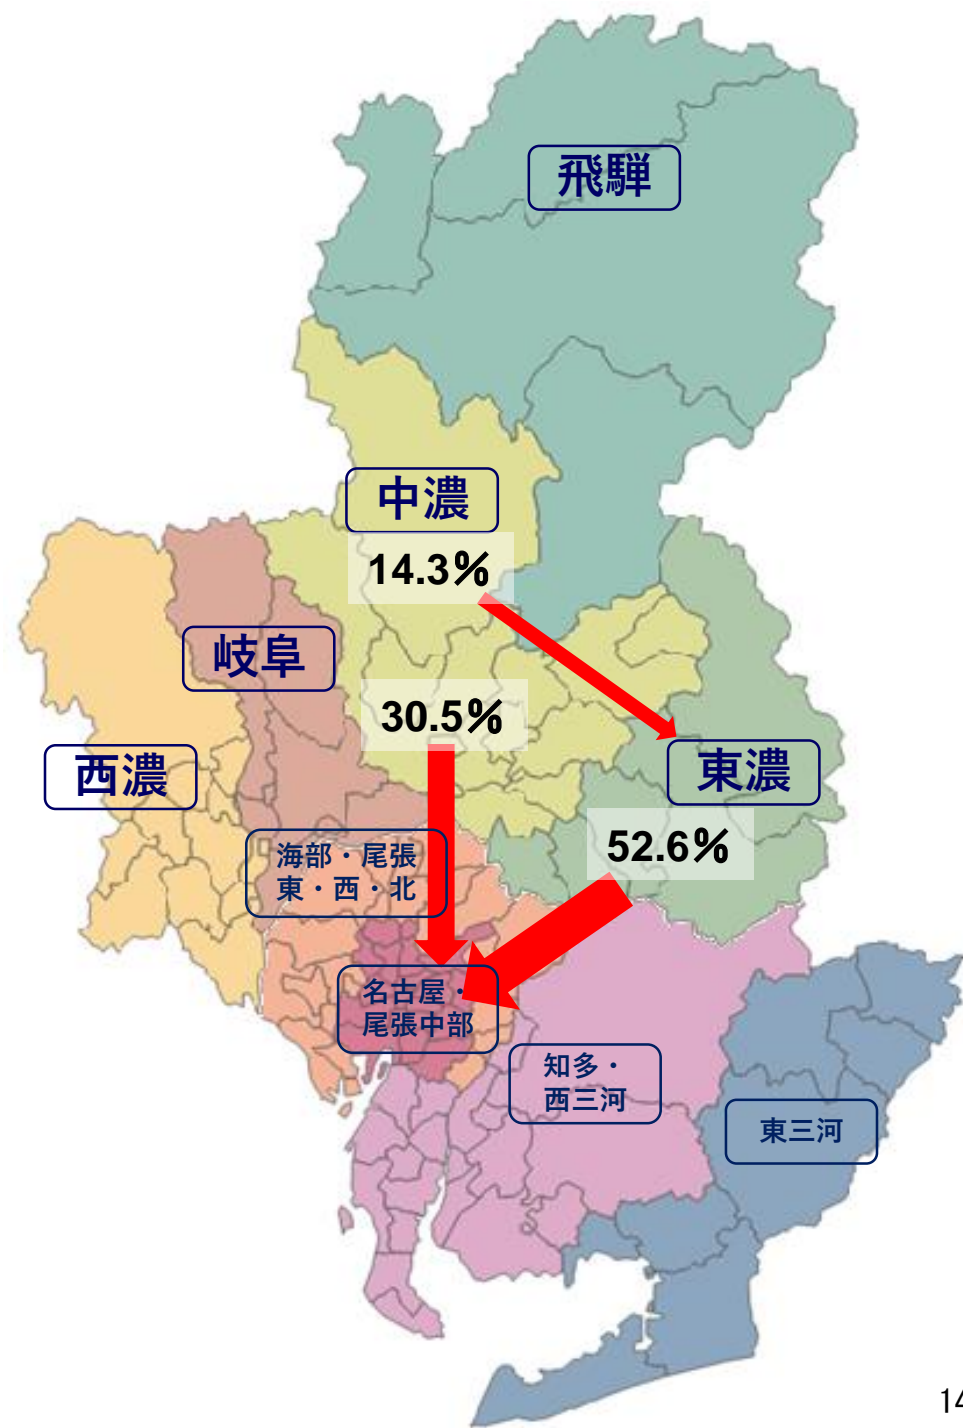 飛騨
中濃
14.3%
岐阜
30.5%
西濃
東濃
52.6%
海部・尾張
東・西・北
名古屋・
尾張中部
知多・
西三河
東三河
14